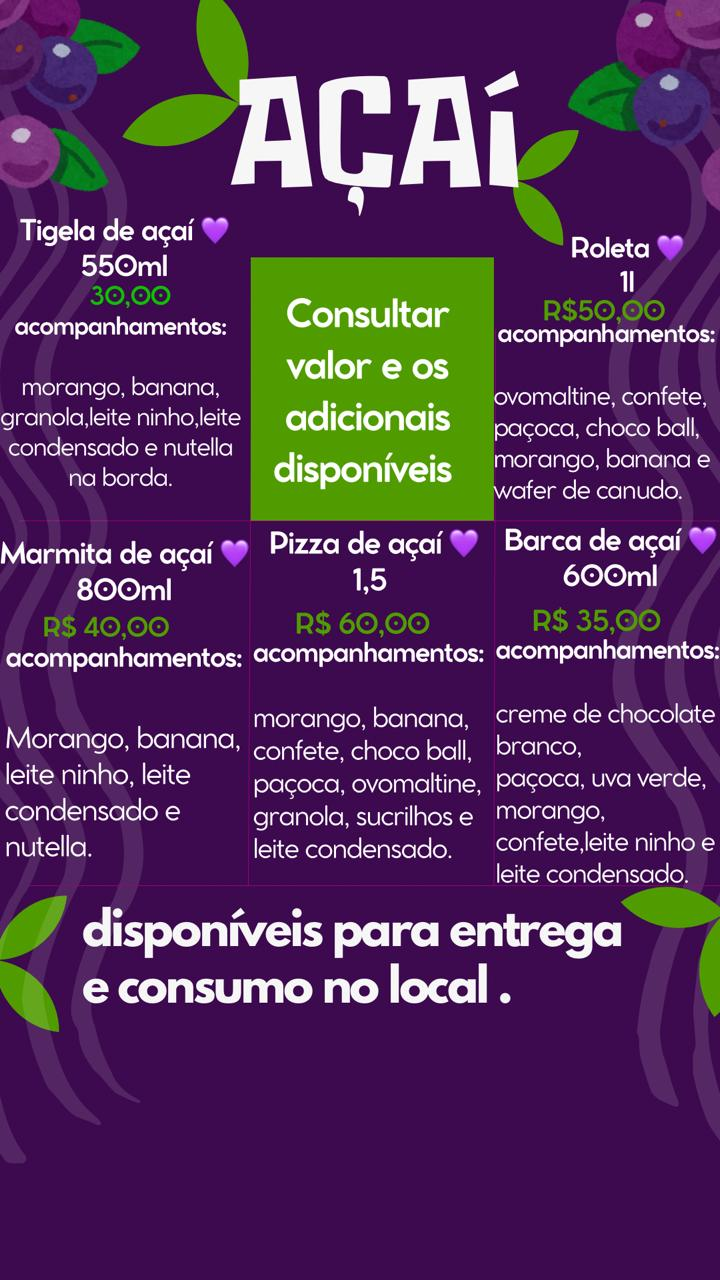 AÇAÍ
Tigela de açaí 💜
550ml
30,00
acompanhamentos:
morango, banana,
granola,leite ninho,leite
condensado e nutella
na borda.
Consultar
valor e os
adicionais
disponíveis
Roleta 💜
1l
R$50,00
acompanhamentos:
ovomaltine, confete,
paçoca, choco ball,
morango, banana e
wafer de canudo.
Marmita de açaí 💜
800ml
R$ 40,00
acompanhamentos:
Morango, banana,
leite ninho, leite
condensado e
nutella.
Pizza de açaí 💜
1,5
R$ 60,00
acompanhamentos:
morango, banana,
confete, choco ball,
paçoca, ovomaltine,
granola, sucrilhos e
leite condensado.
Barca de açaí 💜
600ml
R$ 35,00
acompanhamentos:
creme de chocolate
branco,
paçoca, uva verde,
morango,
confete,leite ninho e
leite condensado.
disponíveis para entrega
e consumo no local .